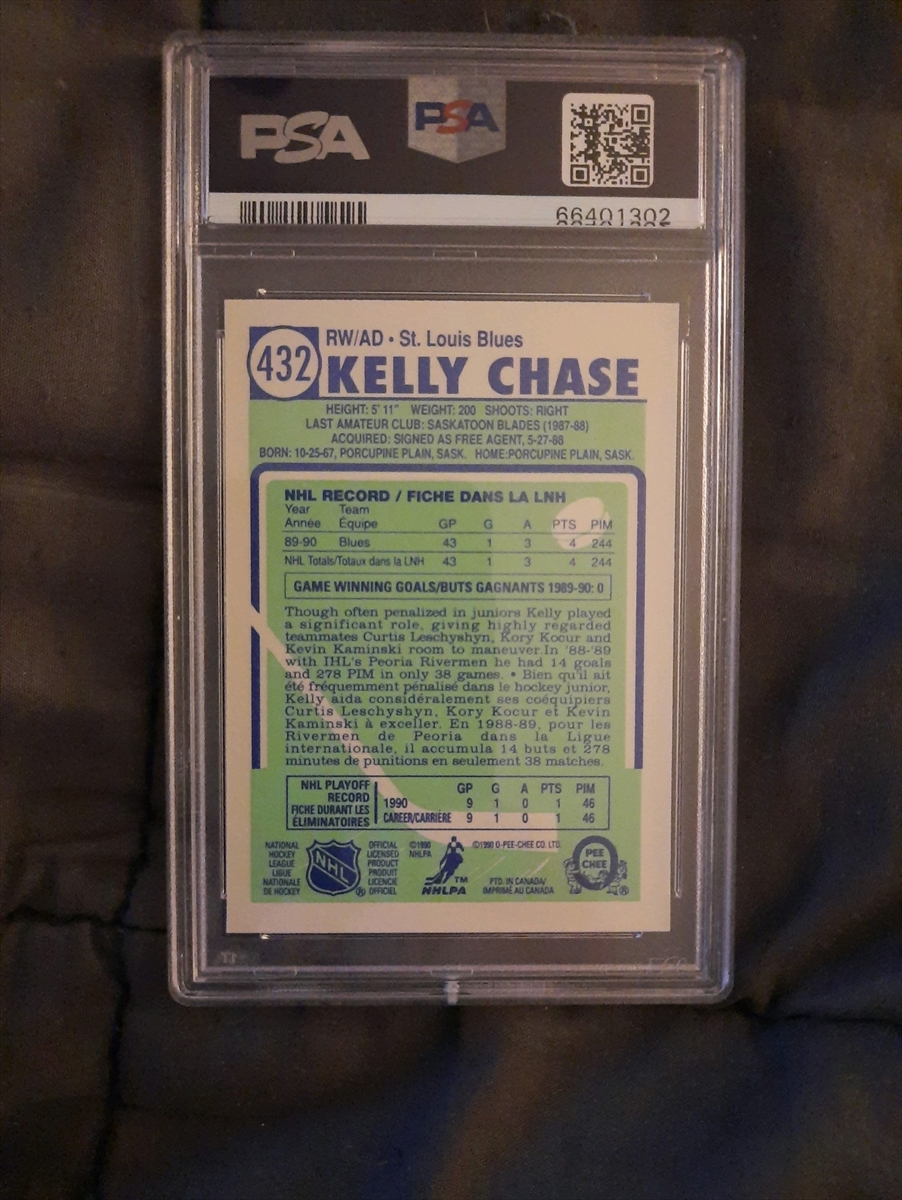 PSA
PSA
66401302
432
RW/AD • St. Louis Blues
KELLY CHASE
HEIGHT: 5' 11" WEIGHT: 200 SHOOTS: RIGHT
LAST AMATEUR CLUB: SASKATOON BLADES (1987-88)
ACQUIRED: SIGNED AS FREE AGENT, 5-27-88
BORN: 10-25-67, PORCUPINE PLAIN, SASK. HOME:PORCUPINE PLAIN, SASK.
NHL RECORD / FICHE DANS LA LNH
Year Team
Année Équipe GP G A PTS PIM
89-90 Blues 43 1 3 4 244
NHL Totals/Totaux dans la LNH 43 1 3 4 244
GAME WINNING GOALS/BUTS GAGNANTS 1989-90: 0
Though often penalized in juniors Kelly played
a significant role, giving highly regarded
teammates Curtis Leschyshyn, Kory Kocur and
Kevin Kaminski room to maneuver.In '88-'89
with IHL's Peoria Rivermen he had 14 goals
and 278 PIM in only 38 games. • Bien qu'il ait
été fréquemment pénalisé dans le hockey junior,
Kelly aida considéralement ses coéquipiers
Curtis Leschyshyn, Kory Kocur et Kevin
Kaminski à exceller. En 1988-89, pour les
Rivermen de Peoria dans la Ligue
internationale, il accumula 14 buts et 278
minutes de punitions en seulement 38 matches.
NHL PLAYOFF
RECORD
FICHE DURANT LES
ÉLIMINATOIRES
GP G A PTS PIM
1990 9 1 0 1 46
CAREER/CARRIÈRE 9 1 0 1 46
NATIONAL
HOCKEY
LEAGUE
LIGUE
NATIONALE
DE HOCKEY
NHL
®
OFFICIAL
LICENSED
PRODUCT
PRODUIT
LICENCIÉ
OFFICIEL
©1990
NHLPA
TM
NHLPA
©1990 O-PEE-CHEE CO. LTD.
PTD. IN CANADA/
IMPRIMÉ AU CANADA
O
PEE
CHEE
®